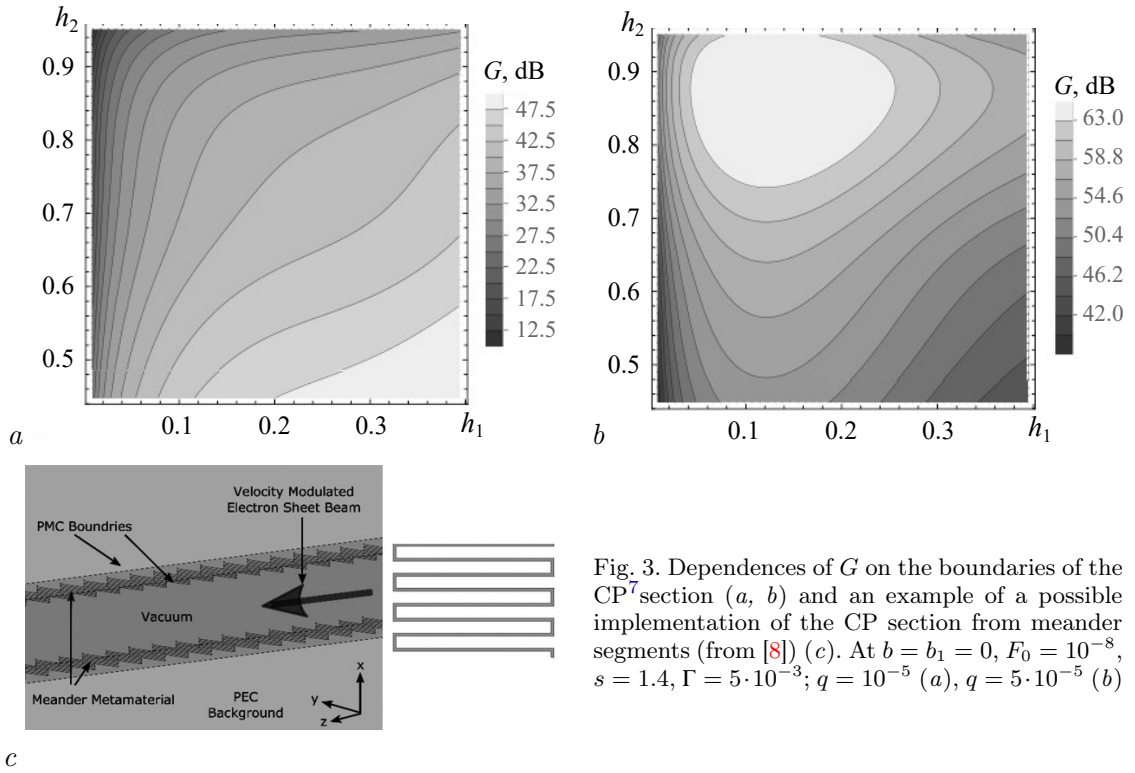 h₂
0.9
0.8
0.7
0.6
0.5
0.1 0.2 0.3 h₁
G, dB
47.5
42.5
37.5
32.5
27.5
22.5
17.5
12.5
a
h₂
0.9
0.8
0.7
0.6
0.5
0.1 0.2 0.3 h₁
G, dB
63.0
58.8
54.6
50.4
46.2
42.0
b
Velocity Modulated
Electron Sheet Beam
PMC Boundries
Vacuum
Meander Metamaterial
PEC
Background
x
y
z
c
Fig. 3. Dependences of G on the boundaries of the
CP⁷section (a, b) and an example of a possible
implementation of the CP section from meander
segments (from [8]) (c). At b = b₁ = 0, F₀ = 10⁻⁸,
s = 1.4, Γ = 5·10⁻³; q = 10⁻⁵ (a), q = 5·10⁻⁵ (b)